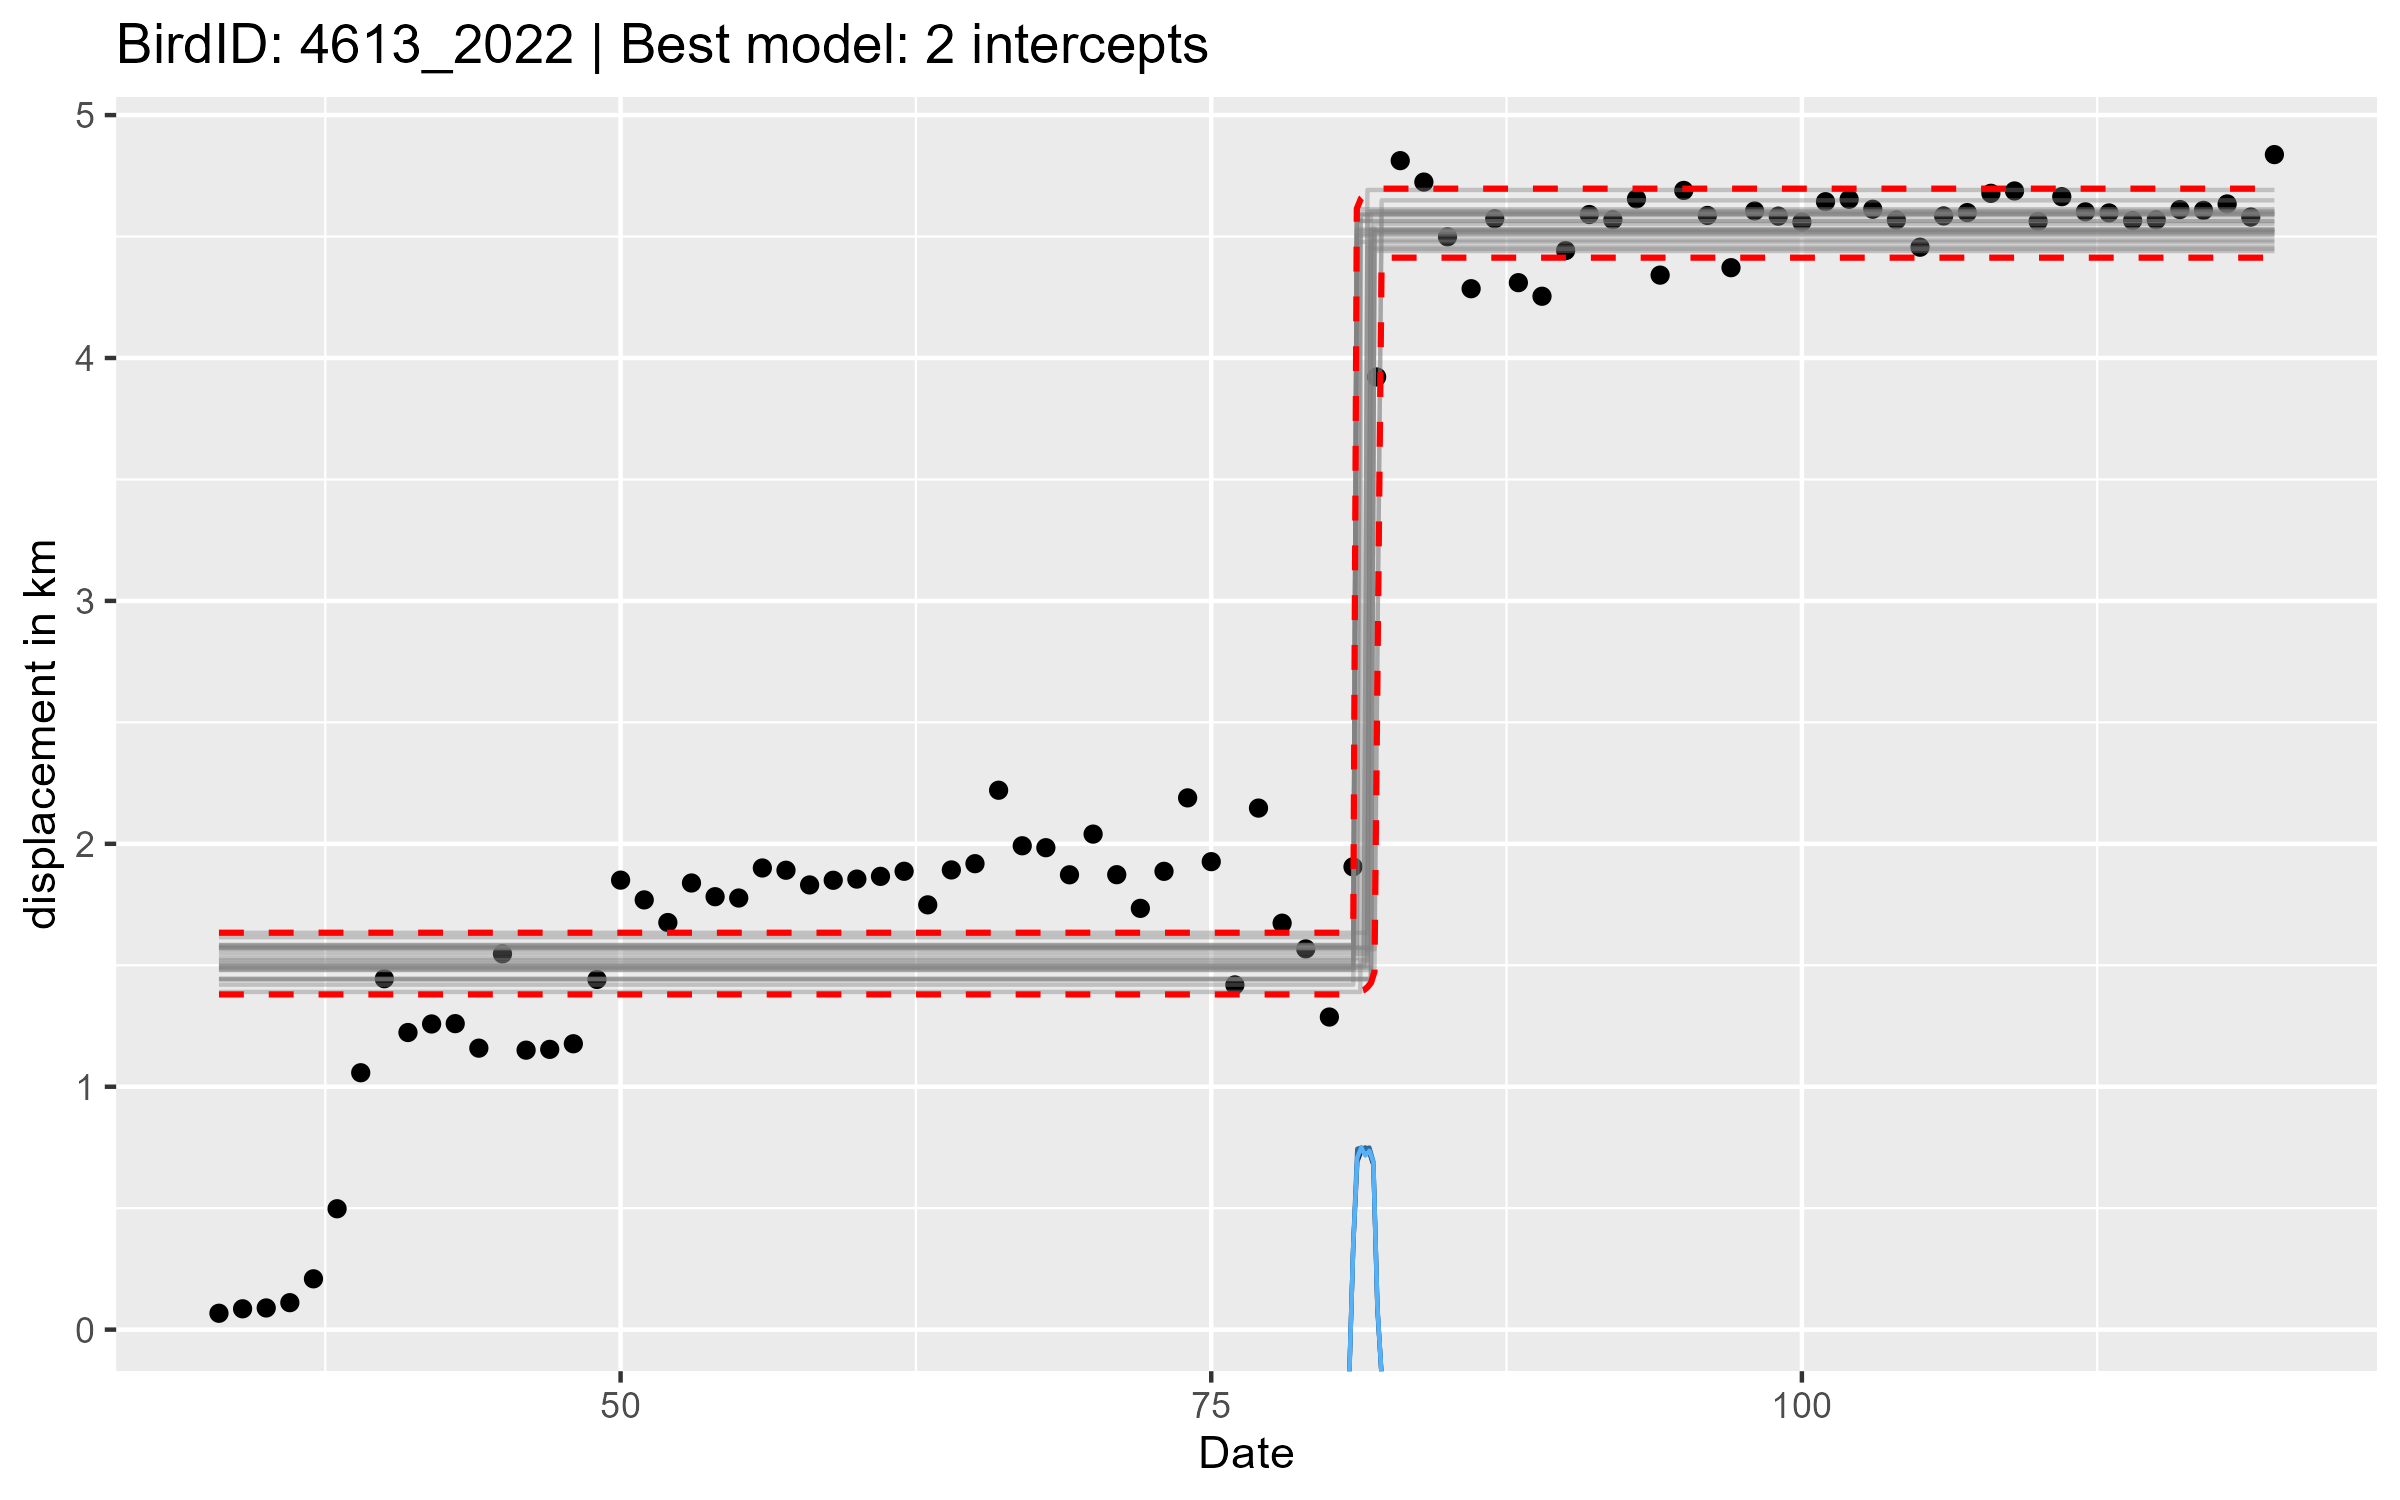 BirdID: 4613_2022 | Best model: 2 intercepts
5
4
3
2
1
0
displacement in km
50 75 100
Date